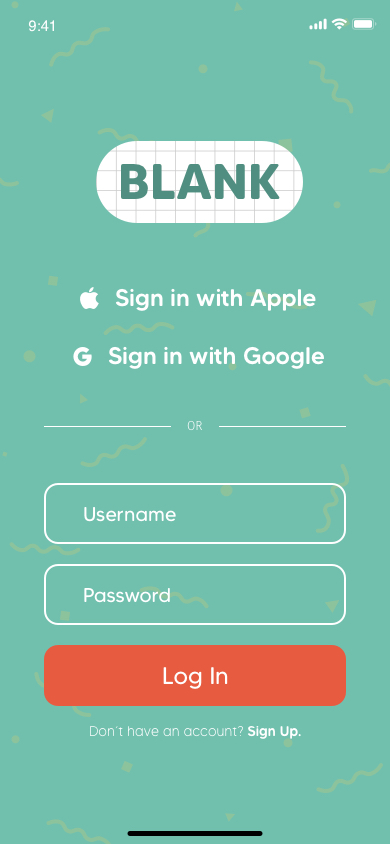 9:41
BLANK
Sign in with Apple
G Sign in with Google
OR
Username
Password
Log In
Don't have an account? Sign Up.